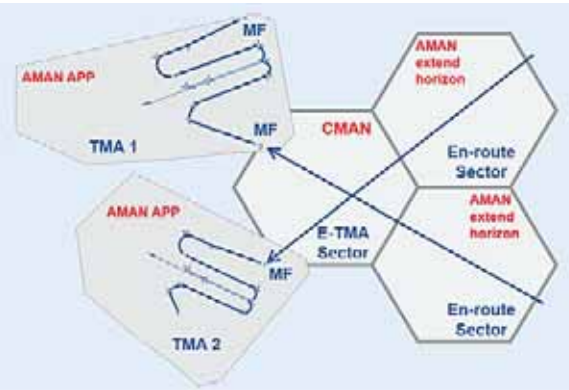 MF
AMAN APP
TMA 1
MF
CMAN
AMAN
extend
horizon
En-route
Sector
AMAN APP
E-TMA
Sector
MF
TMA 2
AMAN
extend
horizon
En-route
Sector